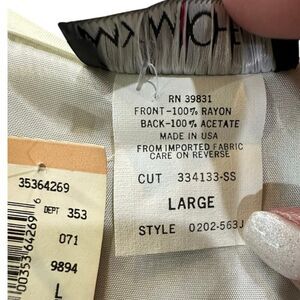 RN 39831
FRONT-100% RAYON
BACK-100% ACETATE
MADE IN USA
FROM IMPORTED FABRIC
CARE ON REVERSE
CUT 334133-SS
LARGE
STYLE 0202-563J
35364269
DEPT 353
071
9894
L
00353642696